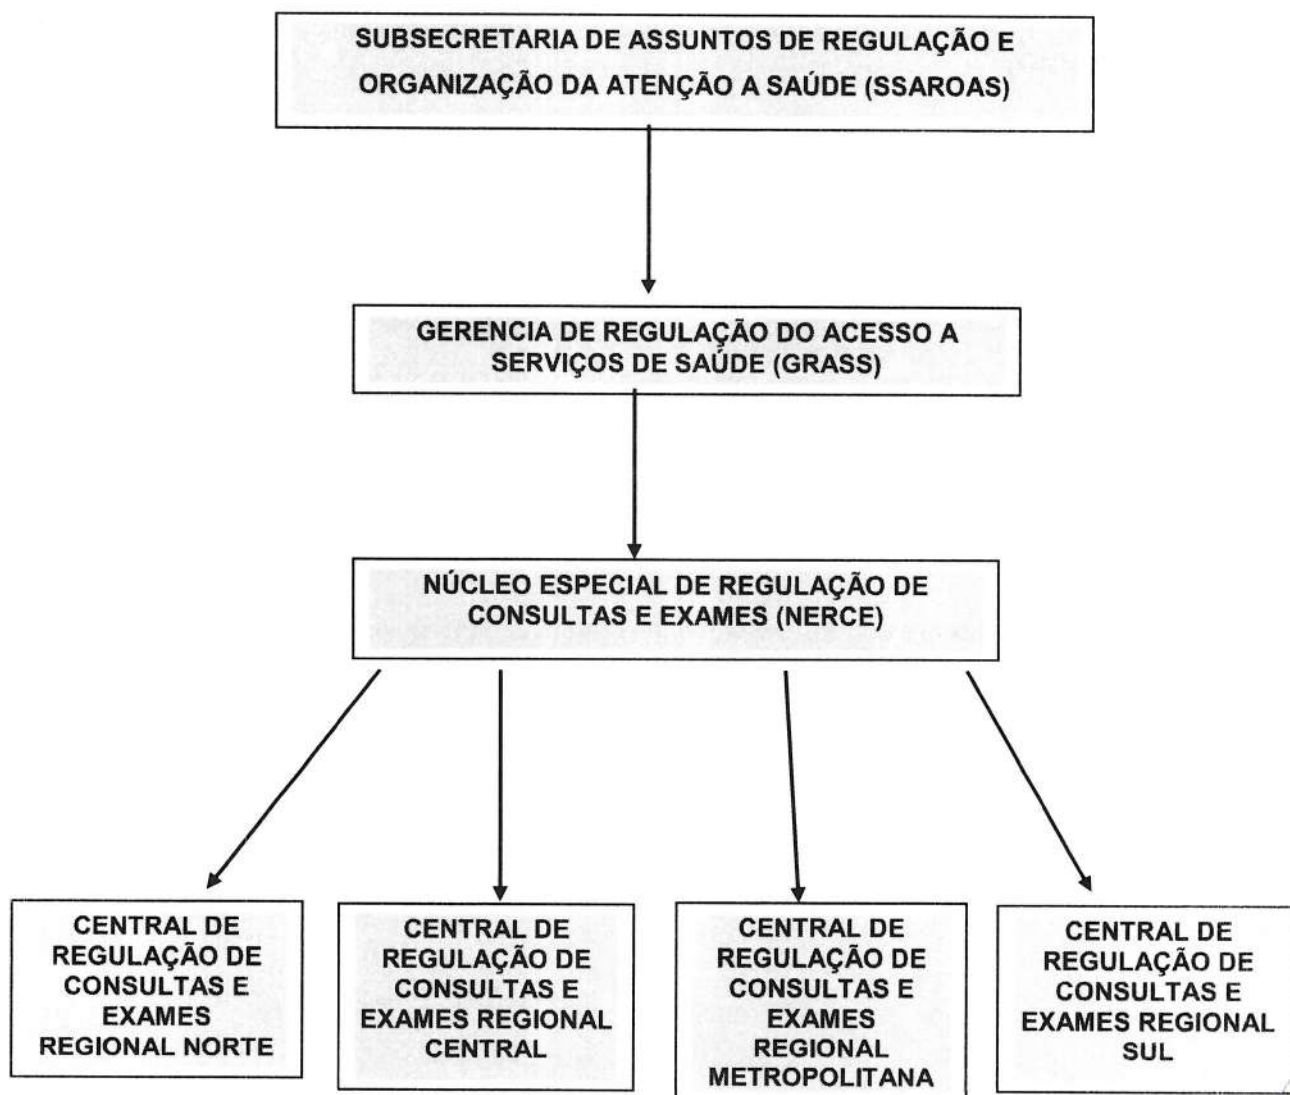 SUBSECRETARIA DE ASSUNTOS DE REGULAÇÃO E
ORGANIZAÇÃO DA ATENÇÃO A SAÚDE (SSAROAS)
GERENCIA DE REGULAÇÃO DO ACESSO A
SERVIÇOS DE SAÚDE (GRASS)
NÚCLEO ESPECIAL DE REGULAÇÃO DE
CONSULTAS E EXAMES (NERCE)
CENTRAL DE
REGULAÇÃO DE
CONSULTAS E
EXAMES
REGIONAL NORTE
CENTRAL DE
REGULAÇÃO DE
CONSULTAS E
EXAMES REGIONAL
CENTRAL
CENTRAL DE
REGULAÇÃO DE
CONSULTAS E
EXAMES
REGIONAL
METROPOLITANA
CENTRAL DE
REGULAÇÃO DE
CONSULTAS E
EXAMES REGIONAL
SUL